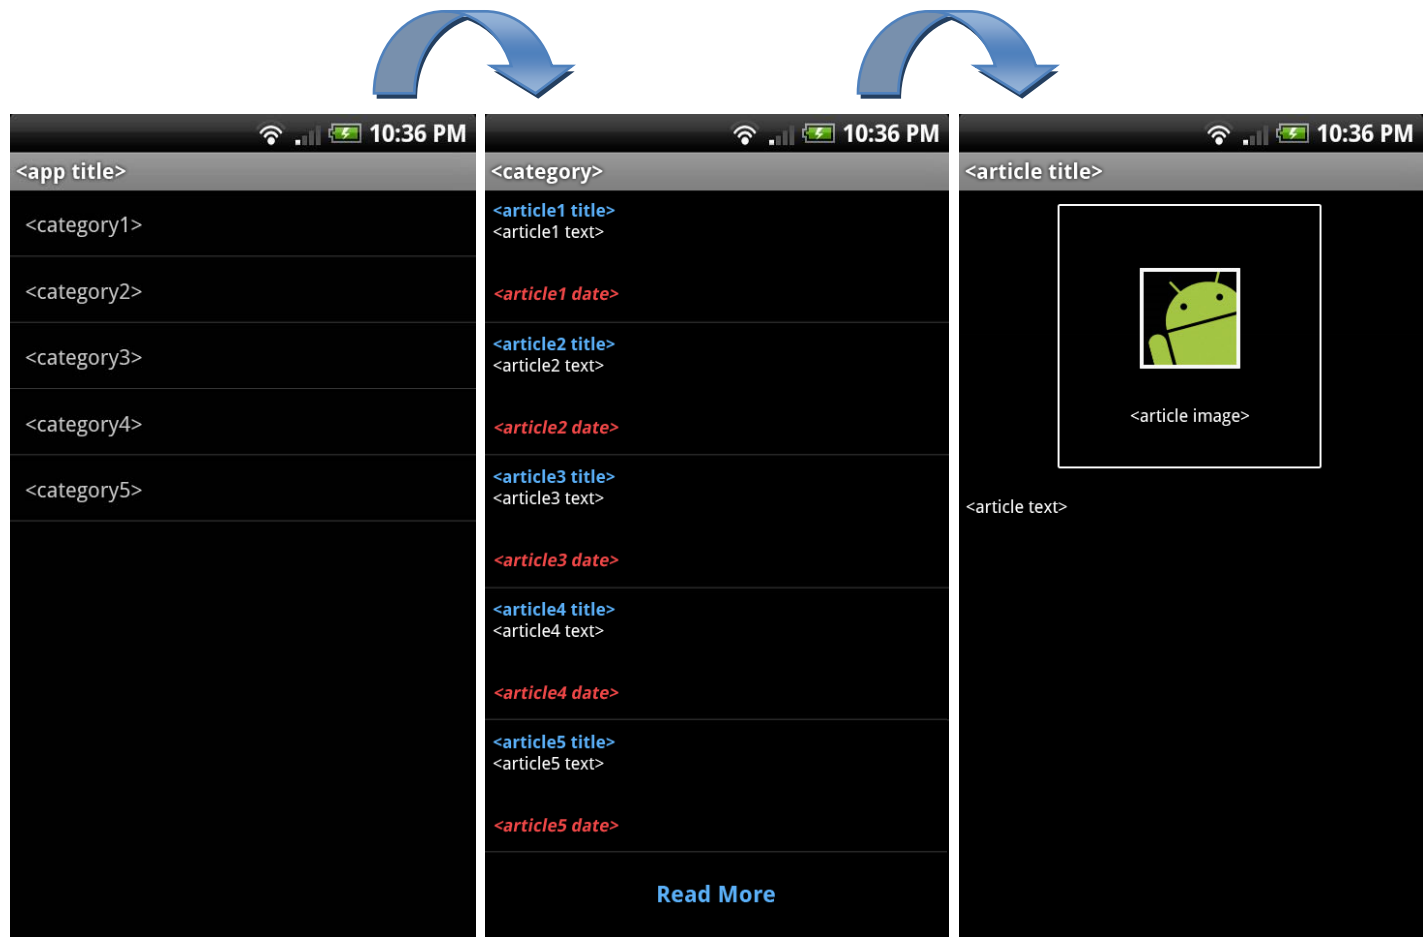 10:36 PM
<app title>
<category1>
<category2>
<category3>
<category4>
<category5>
10:36 PM
<category>
<article1 title>
<article1 text>
<article1 date>
<article2 title>
<article2 text>
<article2 date>
<article3 title>
<article3 text>
<article3 date>
<article4 title>
<article4 text>
<article4 date>
<article5 title>
<article5 text>
<article5 date>
Read More
10:36 PM
<article title>
<article image>
<article text>